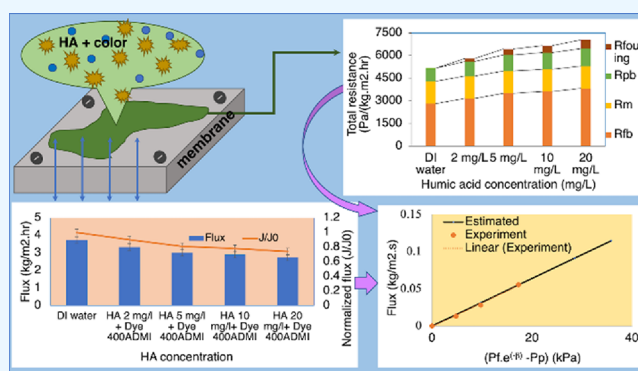 HA + color
membrane
7500
6000
4500
3000
1500
0
Total resistance
(Pa/(kg.m2.hr)
DI
water
2 mg/L
5 mg/L
10
mg/L
20
mg/L
Humic acid concentration (mg/L)
Rfou
ing
Rpb
Rm
Rfb
5
4
3
2
1
0
Flux (kg/m2.hr)
Flux
J/J0
1.2
1
0.8
0.6
0.4
0.2
0
Normalized flux (J/J0)
DI water
HA 2 mg/l
+ Dye
400ADMI
HA 5 mg/l
+ Dye
400ADMI
HA 10
mg/l+ Dye
400ADMI
HA 20
mg/l+ Dye
400ADMI
HA concentration
0.15
0.1
0.05
0
Flux (kg/m2.s)
Estimated
Experiment
Linear (Experiment)
0
20
40
(Pf.e^(-β) -Pp) (kPa)